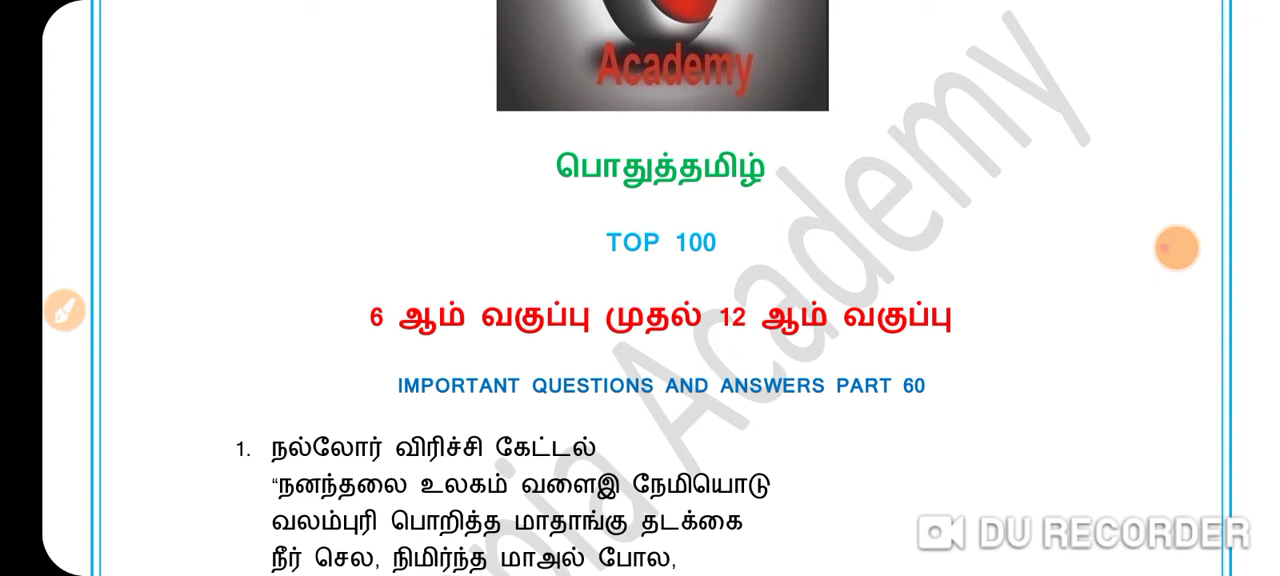 Academy
பொதுத்தமிழ்
TOP 100
6 ஆம் வகுப்பு முதல் 12 ஆம் வகுப்பு
IMPORTANT QUESTIONS AND ANSWERS PART 60
1. நல்லோர் விரிச்சி கேட்டல்
“நனந்தலை உலகம் வளைஇ நேமியொடு
வலம்புரி பொறித்த மாதாங்கு தடக்கை
நீர் செல, நிமிர்ந்த மாஅல் போல,
Academy
DU RECORDER